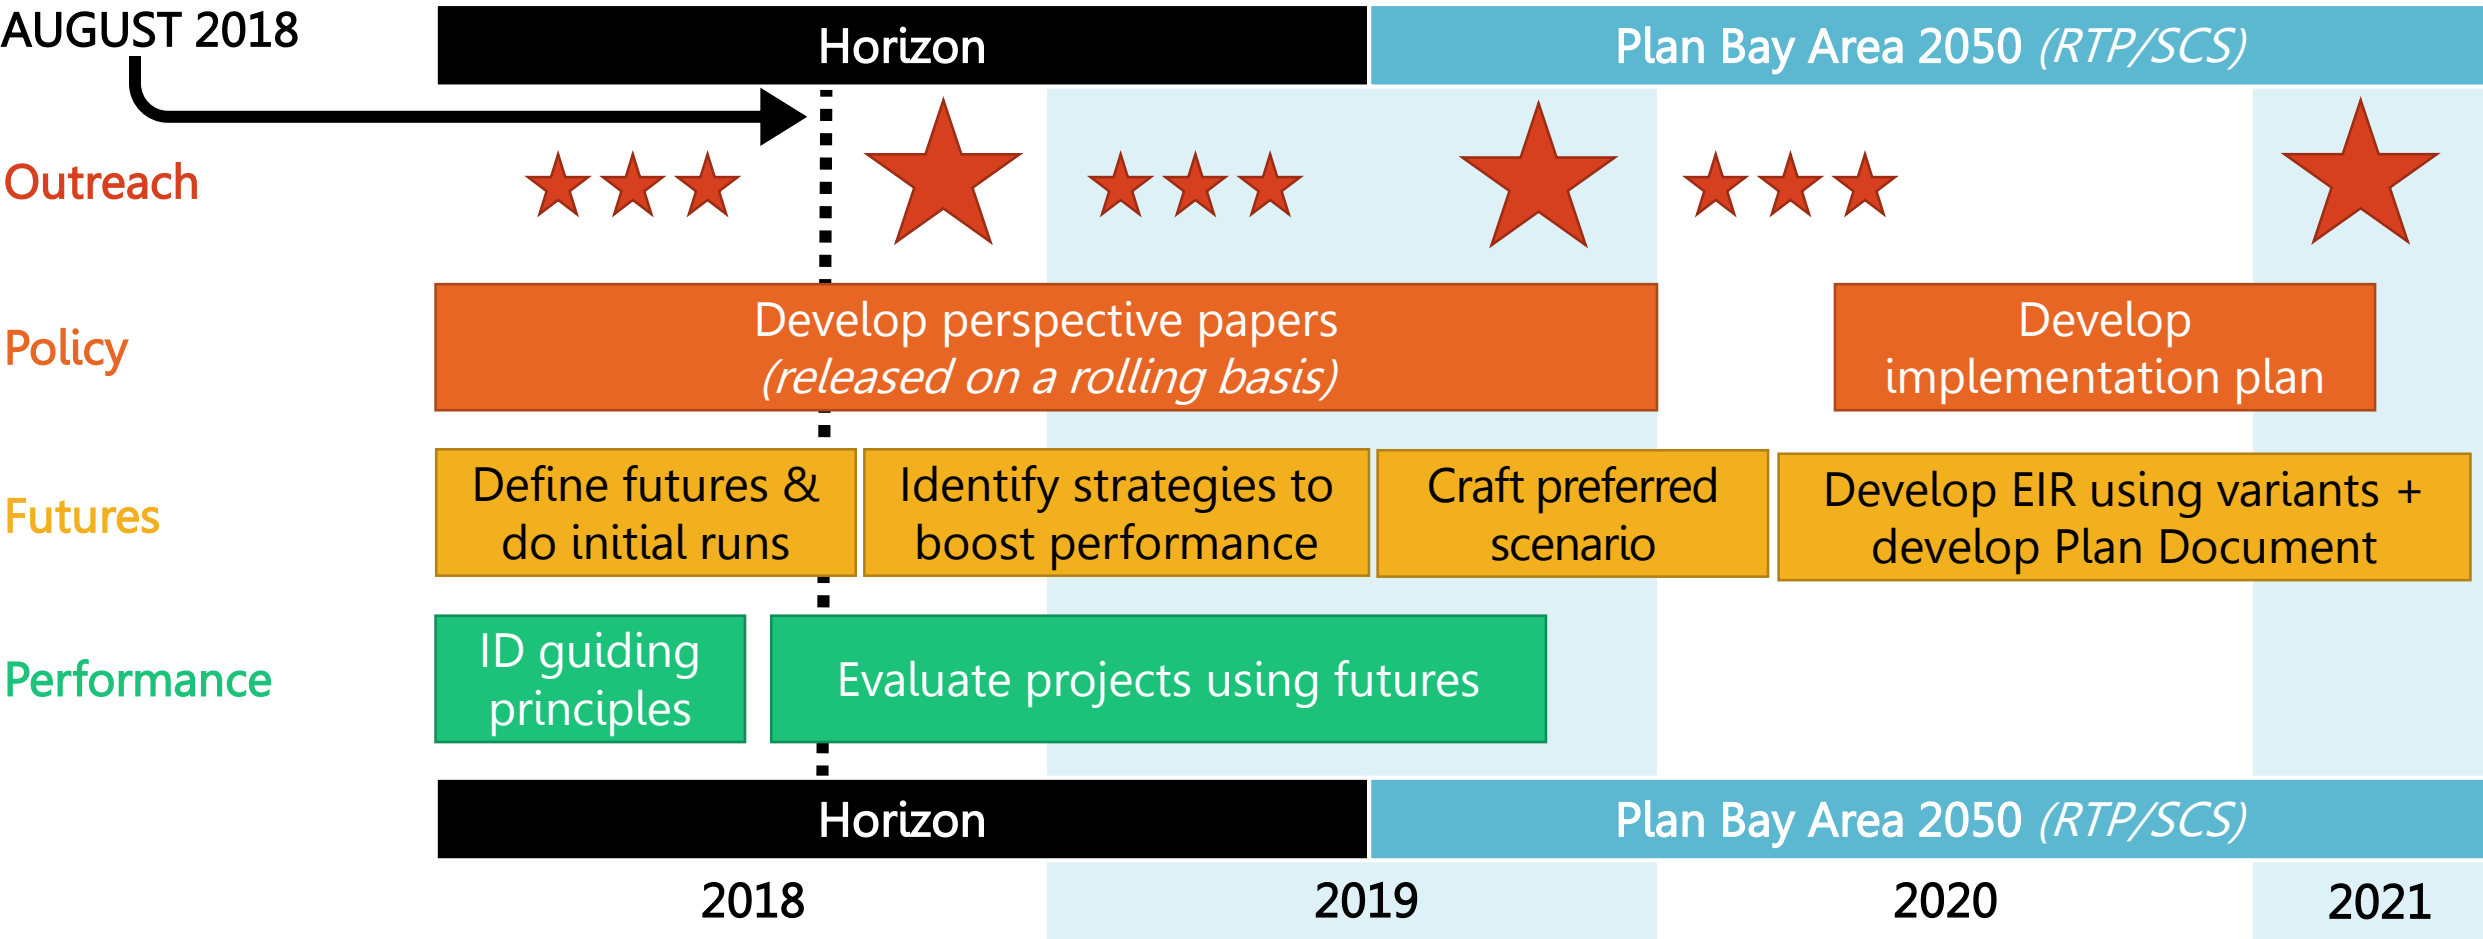 AUGUST 2018
Horizon
Plan Bay Area 2050 (RTP/SCS)
Outreach
Policy
Develop perspective papers
(released on a rolling basis)
Develop
implementation plan
Futures
Define futures &
do initial runs
Identify strategies to
boost performance
Craft preferred
scenario
Develop EIR using variants +
develop Plan Document
Performance
ID guiding
principles
Evaluate projects using futures
Horizon
Plan Bay Area 2050 (RTP/SCS)
2018
2019
2020
2021